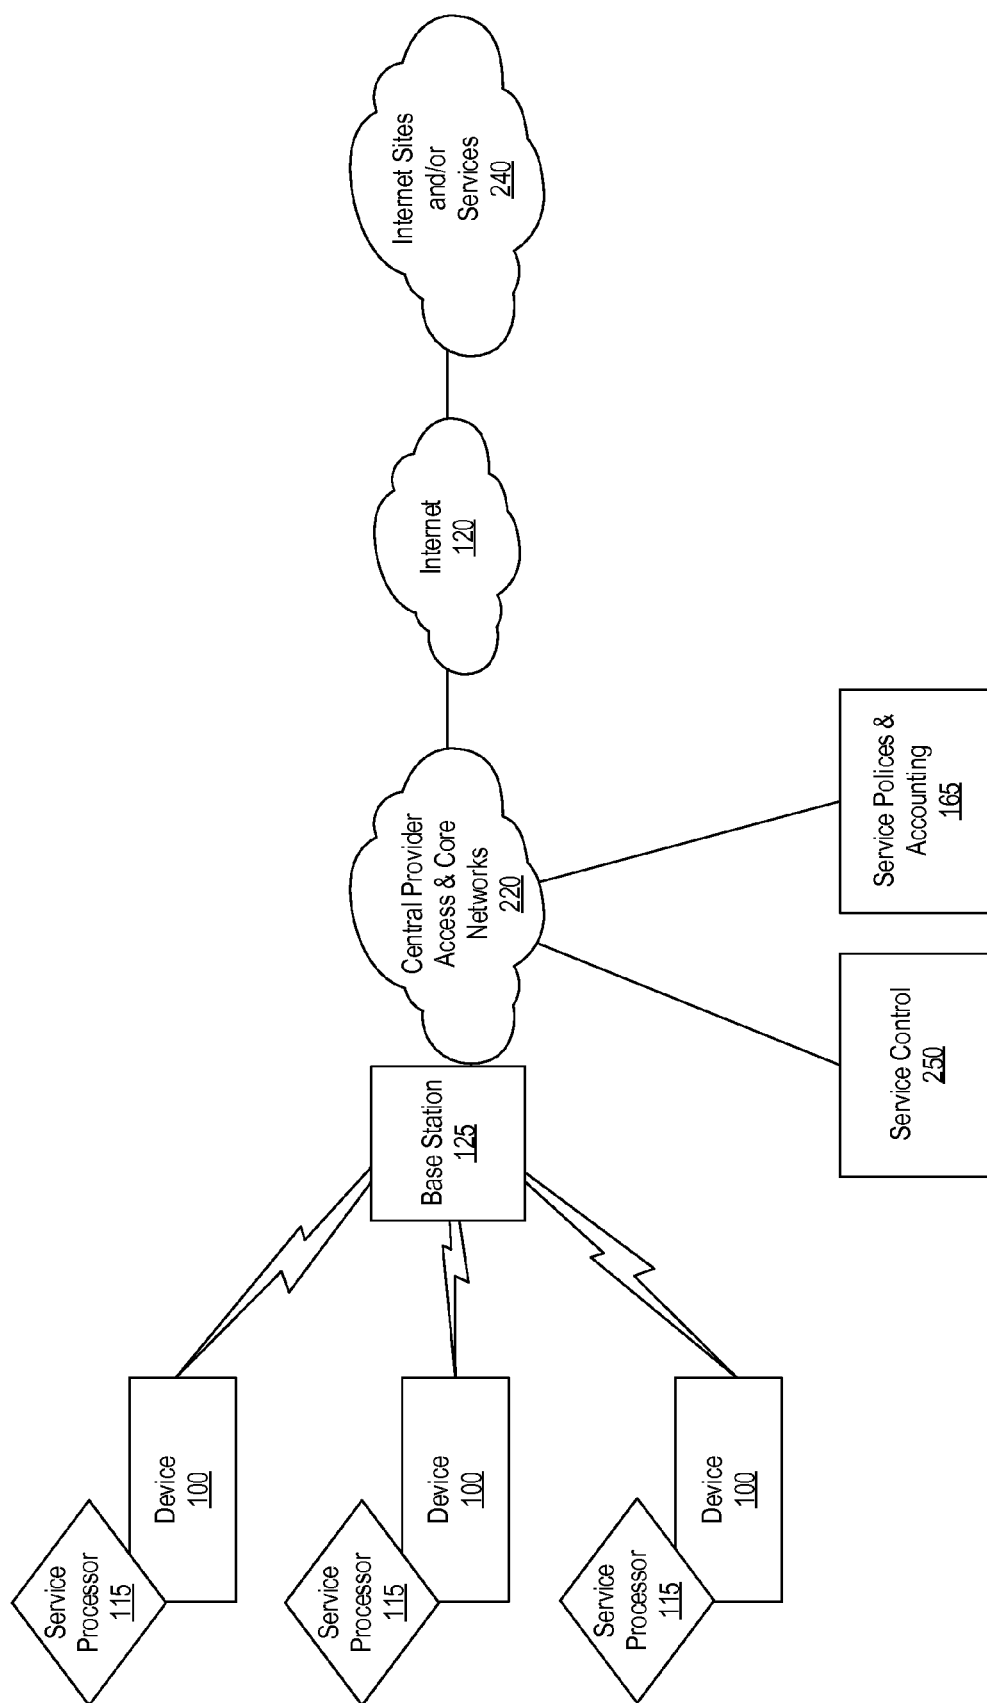 Service
Processor
115
Device
100
Service
Processor
115
Device
100
Service
Processor
115
Device
100
Base Station
125
Central Provider
Access & Core
Networks
220
Service Control
250
Service Polices &
Accounting
165
Internet
120
Internet Sites
and/or
Services
240